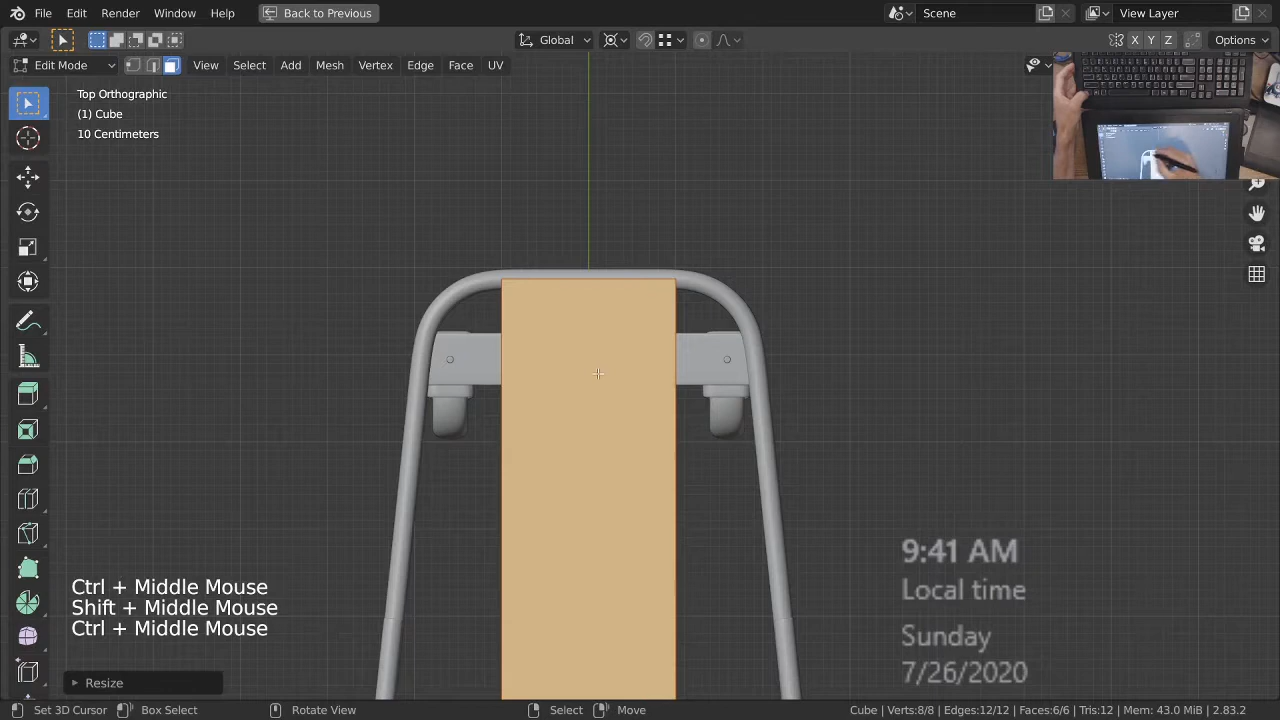 File Edit Render Window Help Back to Previous Scene View Layer
Global X Y Z Options
Edit Mode View Select Add Mesh Vertex Edge Face UV
Top Orthographic
(1) Cube
10 Centimeters
Ctrl + Middle Mouse
Shift + Middle Mouse
Ctrl + Middle Mouse
Resize
9:41 AM
Local time
Sunday
7/26/2020
Set 3D Cursor Box Select Rotate View Select Move Cube | Verts:8/8 | Edges:12/12 | Faces:6/6 | Tris:12 | Mem: 43.0 MiB | 2.83.2